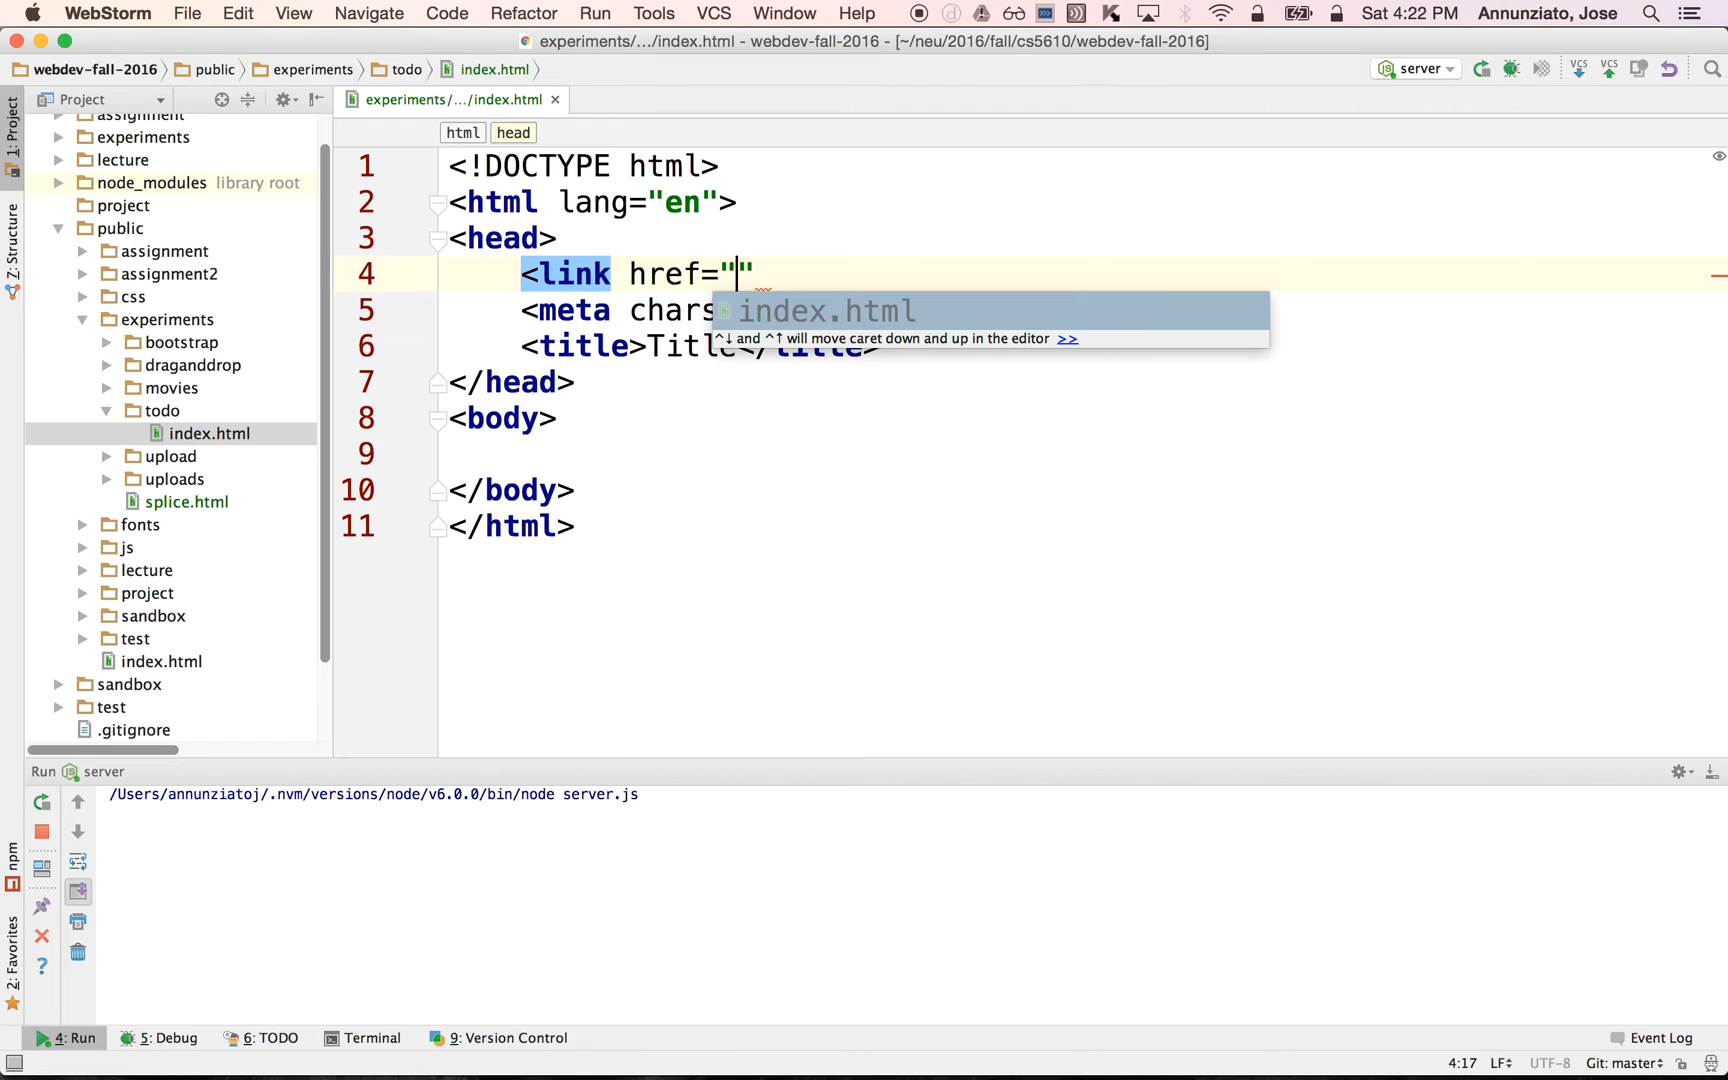 WebStorm File Edit View Navigate Code Refactor Run Tools VCS Window Help Sat 4:22 PM Annunziato, Jose
experiments/.../index.html - webdev-fall-2016 - [~/neu/2016/fall/cs5610/webdev-fall-2016]
webdev-fall-2016 public experiments todo index.html server VCS VCS
Project experiments/.../index.html
html head
1: Project
Z: Structure
npm
2: Favorites
assignment
experiments
lecture
node_modules library root
project
public
assignment
assignment2
css
experiments
bootstrap
draganddrop
movies
todo
index.html
upload
uploads
splice.html
fonts
js
lecture
project
sandbox
test
index.html
sandbox
test
.gitignore
1 <!DOCTYPE html>
2 <html lang="en">
3 <head>
4 <link href=""
5 <meta chars
6 <title>Title</title>
7 </head>
8 <body>
9
10 </body>
11 </html>
index.html
^↓ and ^↑ will move caret down and up in the editor >>
Run server
/Users/annunziatoj/.nvm/versions/node/v6.0.0/bin/node server.js
4: Run 5: Debug 6: TODO Terminal 9: Version Control Event Log
4:17 LF UTF-8 Git: master